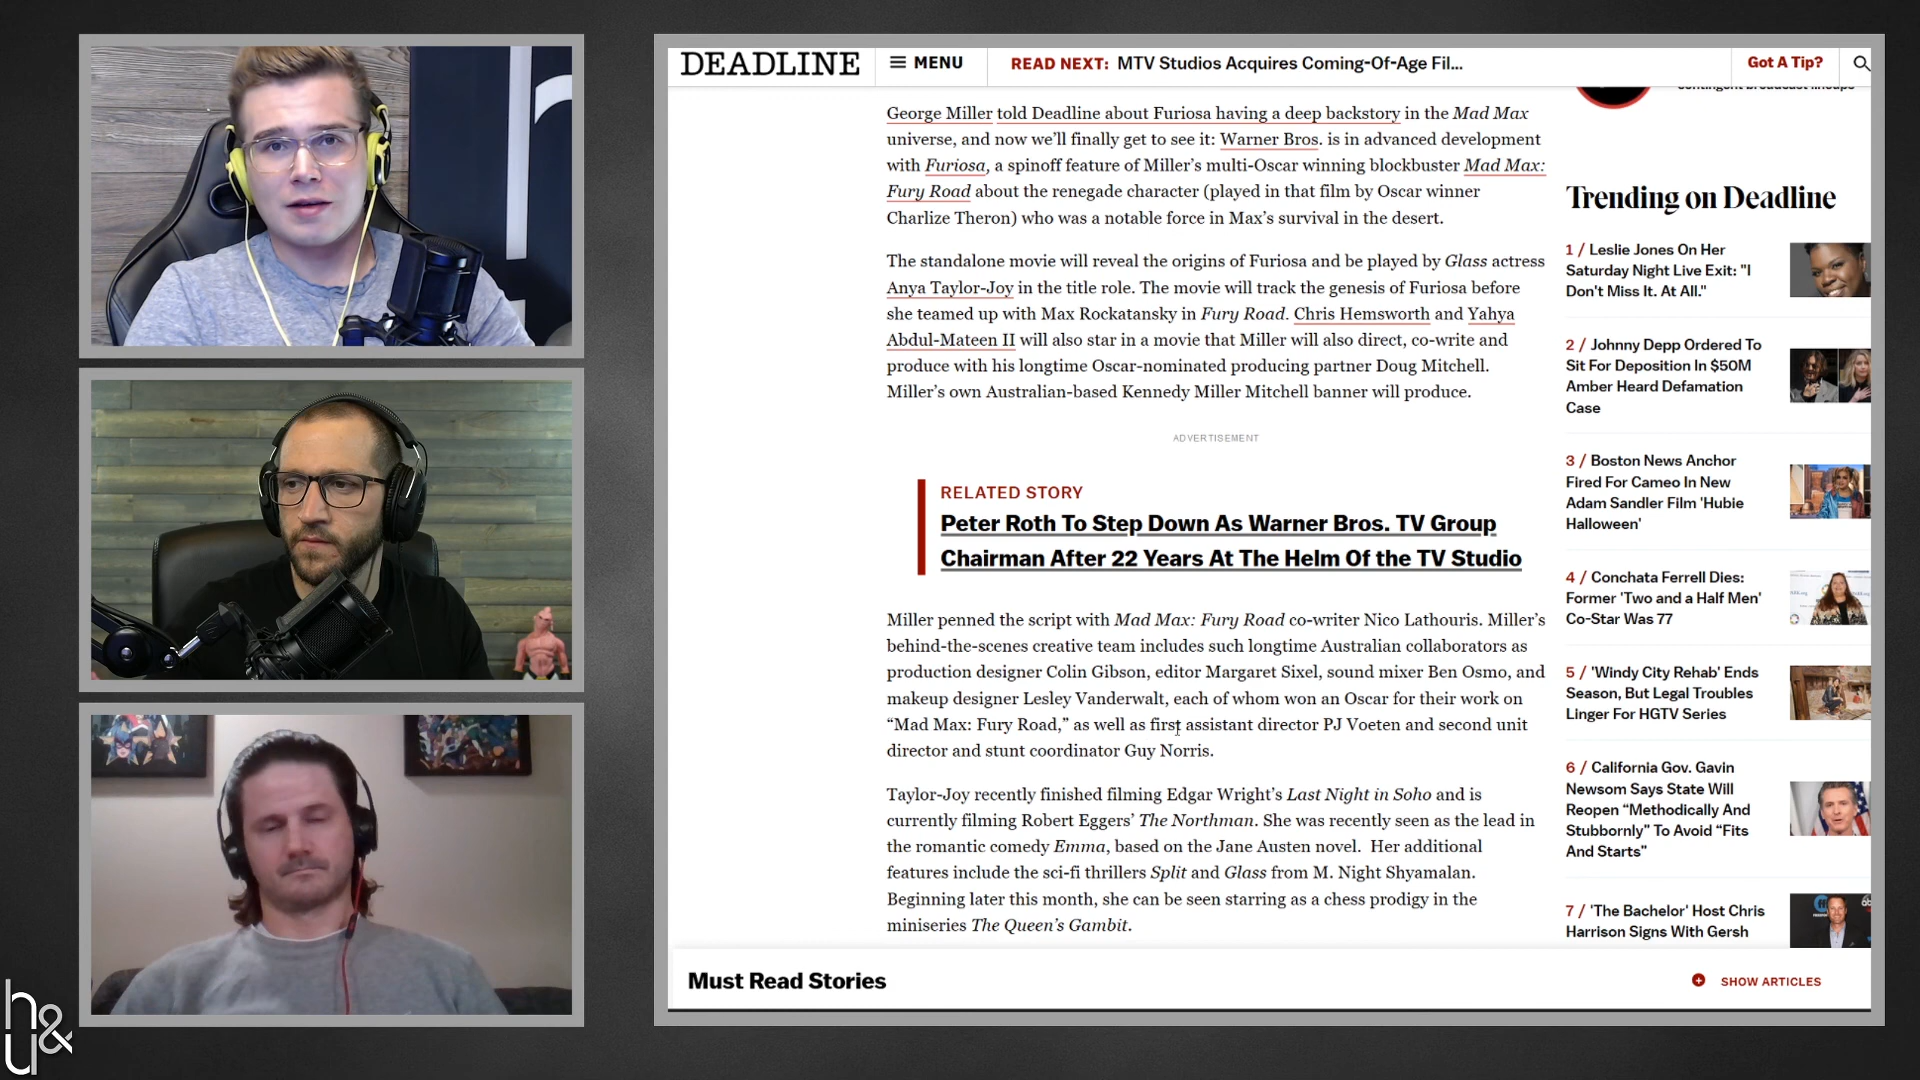 DEADLINE
MENU
READ NEXT: MTV Studios Acquires Coming-Of-Age Fil...
Got A Tip?
George Miller told Deadline about Furiosa having a deep backstory in the Mad Max
universe, and now we'll finally get to see it: Warner Bros. is in advanced development
with Furiosa, a spinoff feature of Miller's multi-Oscar winning blockbuster Mad Max:
Fury Road about the renegade character (played in that film by Oscar winner
Charlize Theron) who was a notable force in Max's survival in the desert.
The standalone movie will reveal the origins of Furiosa and be played by Glass actress
Anya Taylor-Joy in the title role. The movie will track the genesis of Furiosa before
she teamed up with Max Rockatansky in Fury Road. Chris Hemsworth and Yahya
Abdul-Mateen II will also star in a movie that Miller will also direct, co-write and
produce with his longtime Oscar-nominated producing partner Doug Mitchell.
Miller's own Australian-based Kennedy Miller Mitchell banner will produce.
ADVERTISEMENT
RELATED STORY
Peter Roth To Step Down As Warner Bros. TV Group
Chairman After 22 Years At The Helm Of the TV Studio
Miller penned the script with Mad Max: Fury Road co-writer Nico Lathouris. Miller's
behind-the-scenes creative team includes such longtime Australian collaborators as
production designer Colin Gibson, editor Margaret Sixel, sound mixer Ben Osmo, and
makeup designer Lesley Vanderwalt, each of whom won an Oscar for their work on
“Mad Max: Fury Road,” as well as first assistant director PJ Voeten and second unit
director and stunt coordinator Guy Norris.
Taylor-Joy recently finished filming Edgar Wright's Last Night in Soho and is
currently filming Robert Eggers' The Northman. She was recently seen as the lead in
the romantic comedy Emma, based on the Jane Austen novel. Her additional
features include the sci-fi thrillers Split and Glass from M. Night Shyamalan.
Beginning later this month, she can be seen starring as a chess prodigy in the
miniseries The Queen's Gambit.
contingent broadcast lineups
Trending on Deadline
1 / Leslie Jones On Her
Saturday Night Live Exit: "I
Don't Miss It. At All."
2 / Johnny Depp Ordered To
Sit For Deposition In $50M
Amber Heard Defamation
Case
3 / Boston News Anchor
Fired For Cameo In New
Adam Sandler Film 'Hubie
Halloween'
4 / Conchata Ferrell Dies:
Former 'Two and a Half Men'
Co-Star Was 77
5 / 'Windy City Rehab' Ends
Season, But Legal Troubles
Linger For HGTV Series
6 / California Gov. Gavin
Newsom Says State Will
Reopen “Methodically And
Stubbornly” To Avoid “Fits
And Starts”
7 / 'The Bachelor' Host Chris
Harrison Signs With Gersh
Must Read Stories
SHOW ARTICLES
h&u